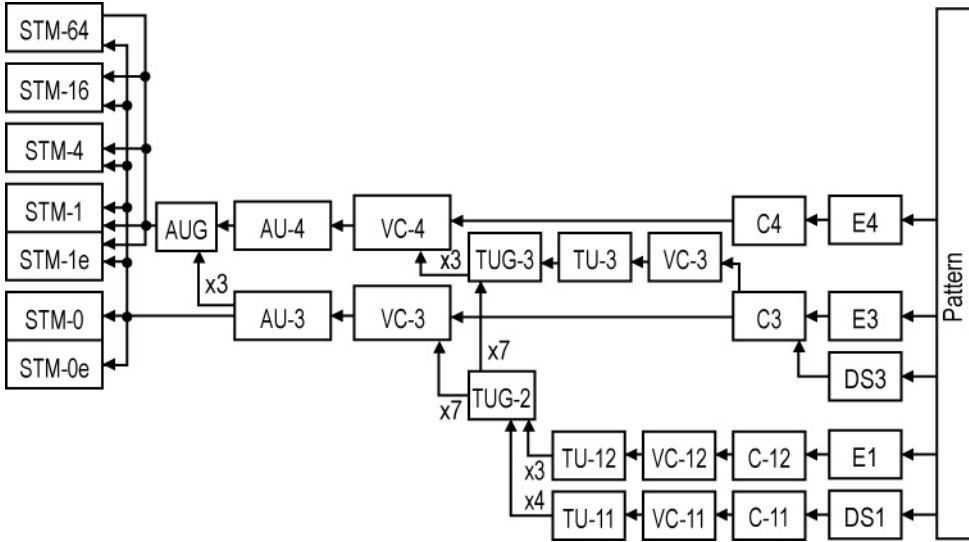 STM-64
STM-16
STM-4
STM-1
STM-1e
STM-0
STM-0e
AUG
AU-4
VC-4
C4
E4
x3
TUG-3
TU-3
VC-3
x3
AU-3
VC-3
C3
E3
x7
DS3
x7
TUG-2
x3
TU-12
VC-12
C-12
E1
x4
TU-11
VC-11
C-11
DS1
Pattern